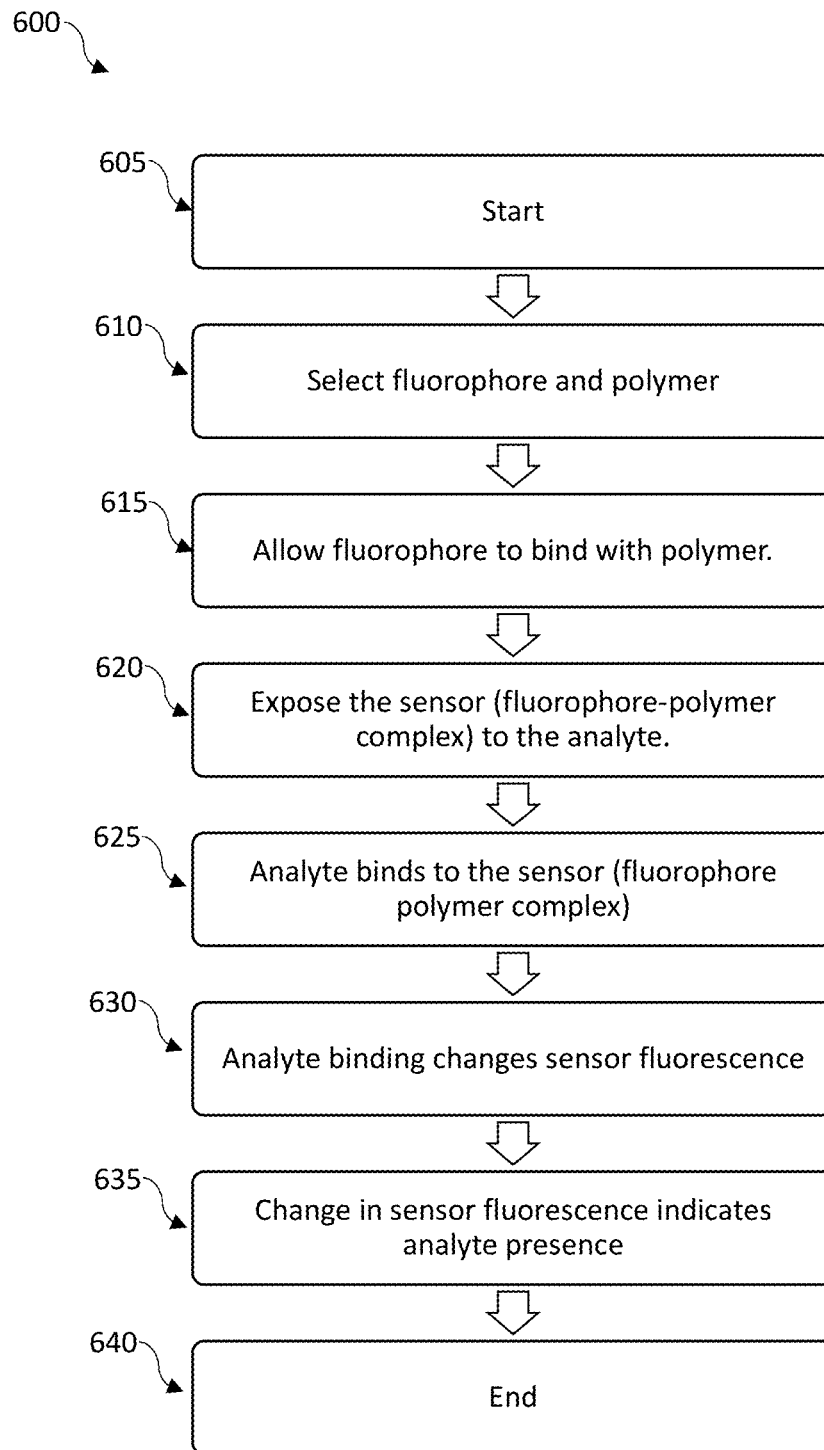 600
605
Start
610
Select fluorophore and polymer
615
Allow fluorophore to bind with polymer.
620
Expose the sensor (fluorophore-polymer
complex) to the analyte.
625
Analyte binds to the sensor (fluorophore
polymer complex)
630
Analyte binding changes sensor fluorescence
635
Change in sensor fluorescence indicates
analyte presence
640
End